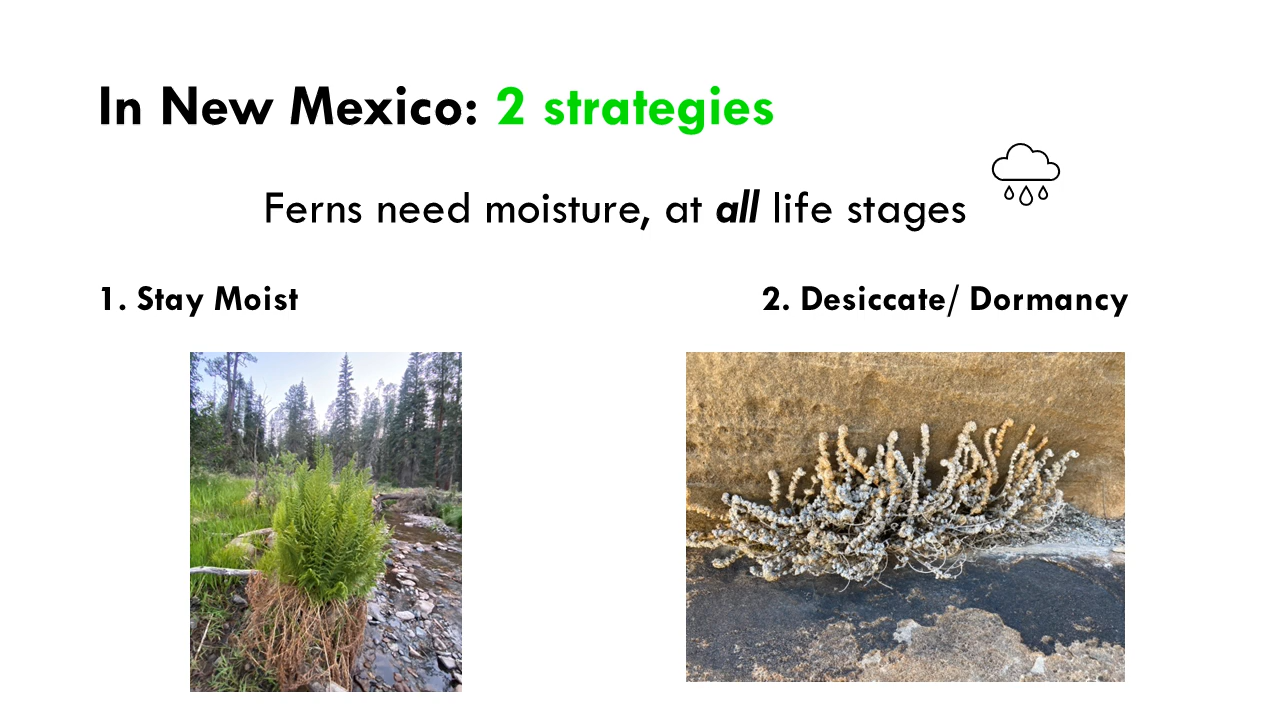 In New Mexico: 2 strategies
Ferns need moisture, at all life stages
1. Stay Moist
2. Desiccate/ Dormancy